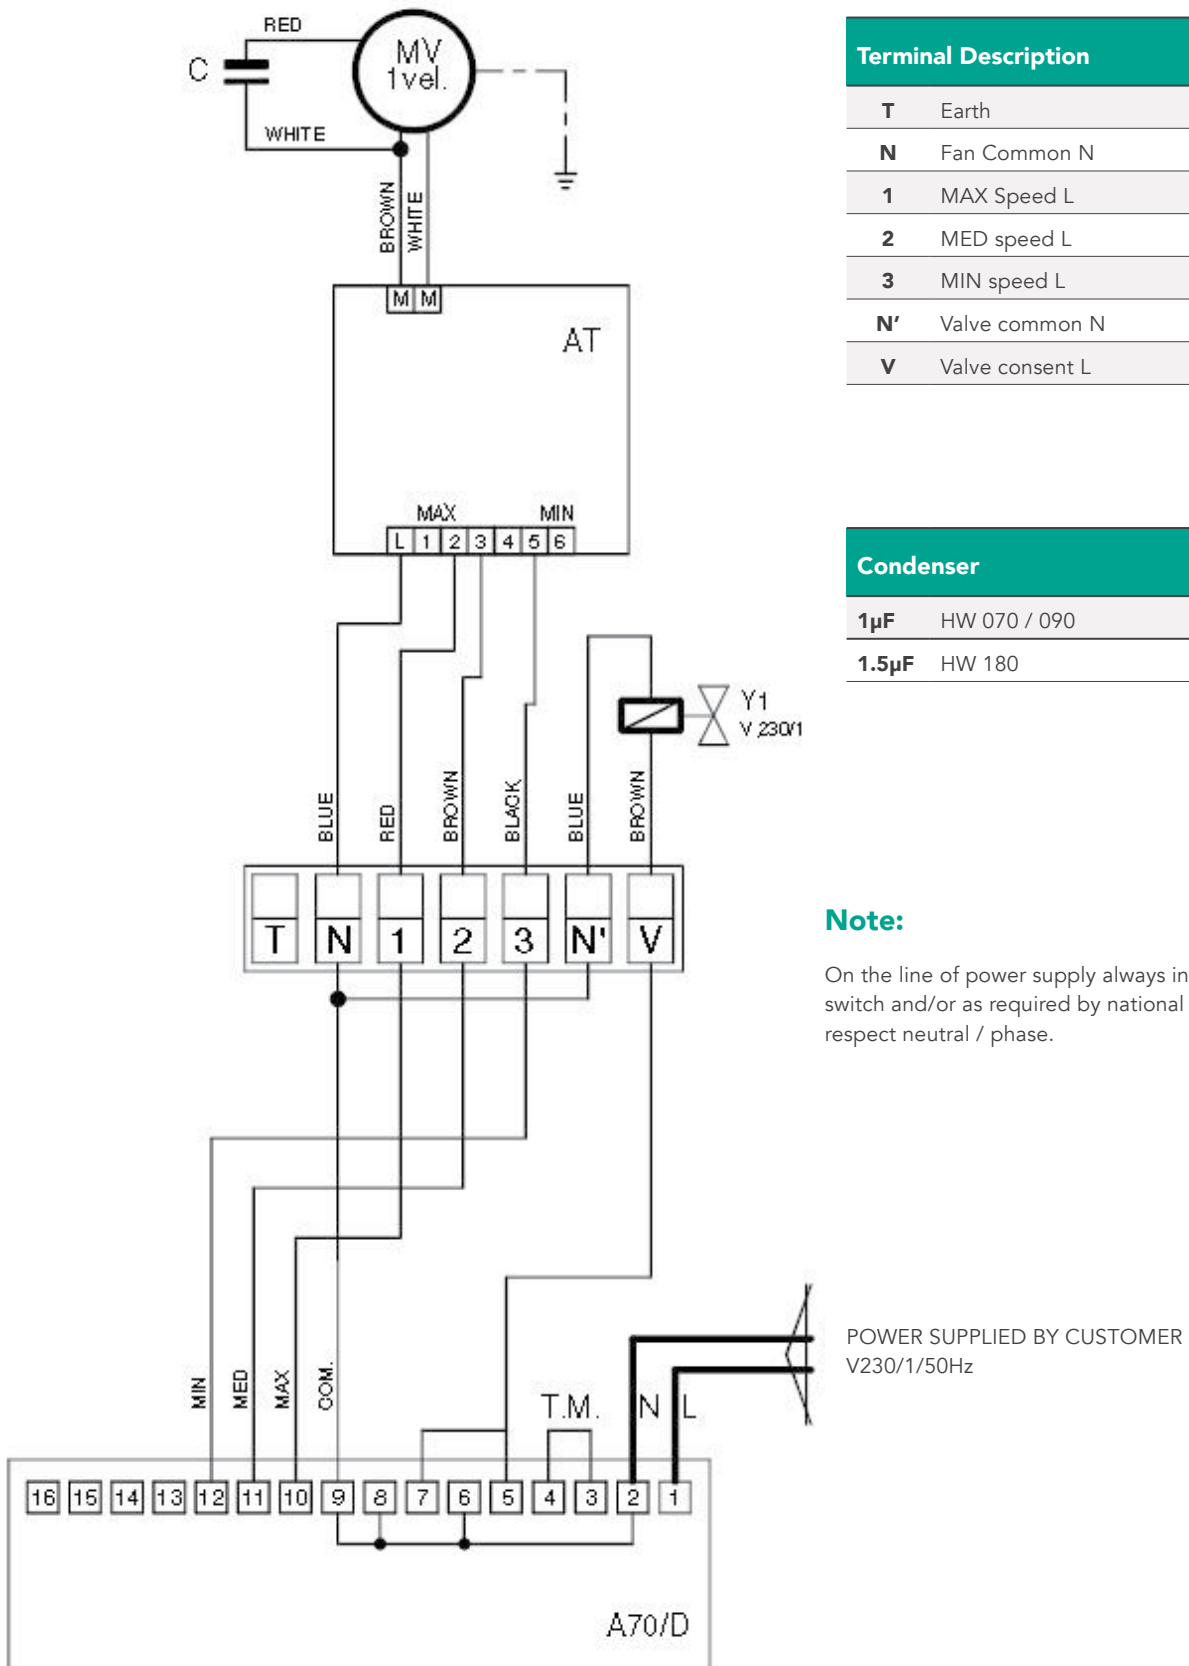 RED
C
MV
1vel.
WHITE
BROWN
WHITE
M M
AT
MAX MIN
L 1 2 3 4 5 6
Y1
V,230/1
BLUE
RED
BROWN
BLACK
BLUE
BROWN
T N 1 2 3 N' V
MIN
MED
MAX
COM.
T.M.
N L
16 15 14 13 12 11 10 9 8 7 6 5 4 3 2 1
A70/D
Terminal Description
T Earth
N Fan Common N
1 MAX Speed L
2 MED speed L
3 MIN speed L
N’ Valve common N
V Valve consent L
Condenser
1µF HW 070 / 090
1.5µF HW 180
Note:
On the line of power supply always in
switch and/or as required by national
respect neutral / phase.
POWER SUPPLIED BY CUSTOMER
V230/1/50Hz